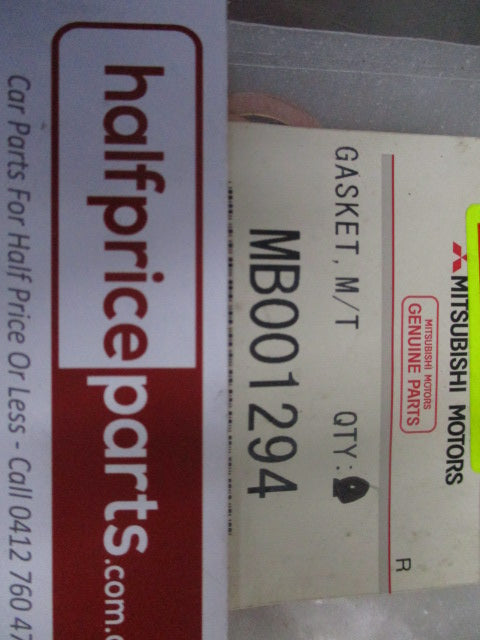 MITSUBISHI MOTORS
MITSUBISHI MOTORS
GENUINE PARTS
R
GASKET, M/T QTY:
MB001294
halfpriceparts.com.
Car Parts For Half Price Or Less - Call 0412 760 47